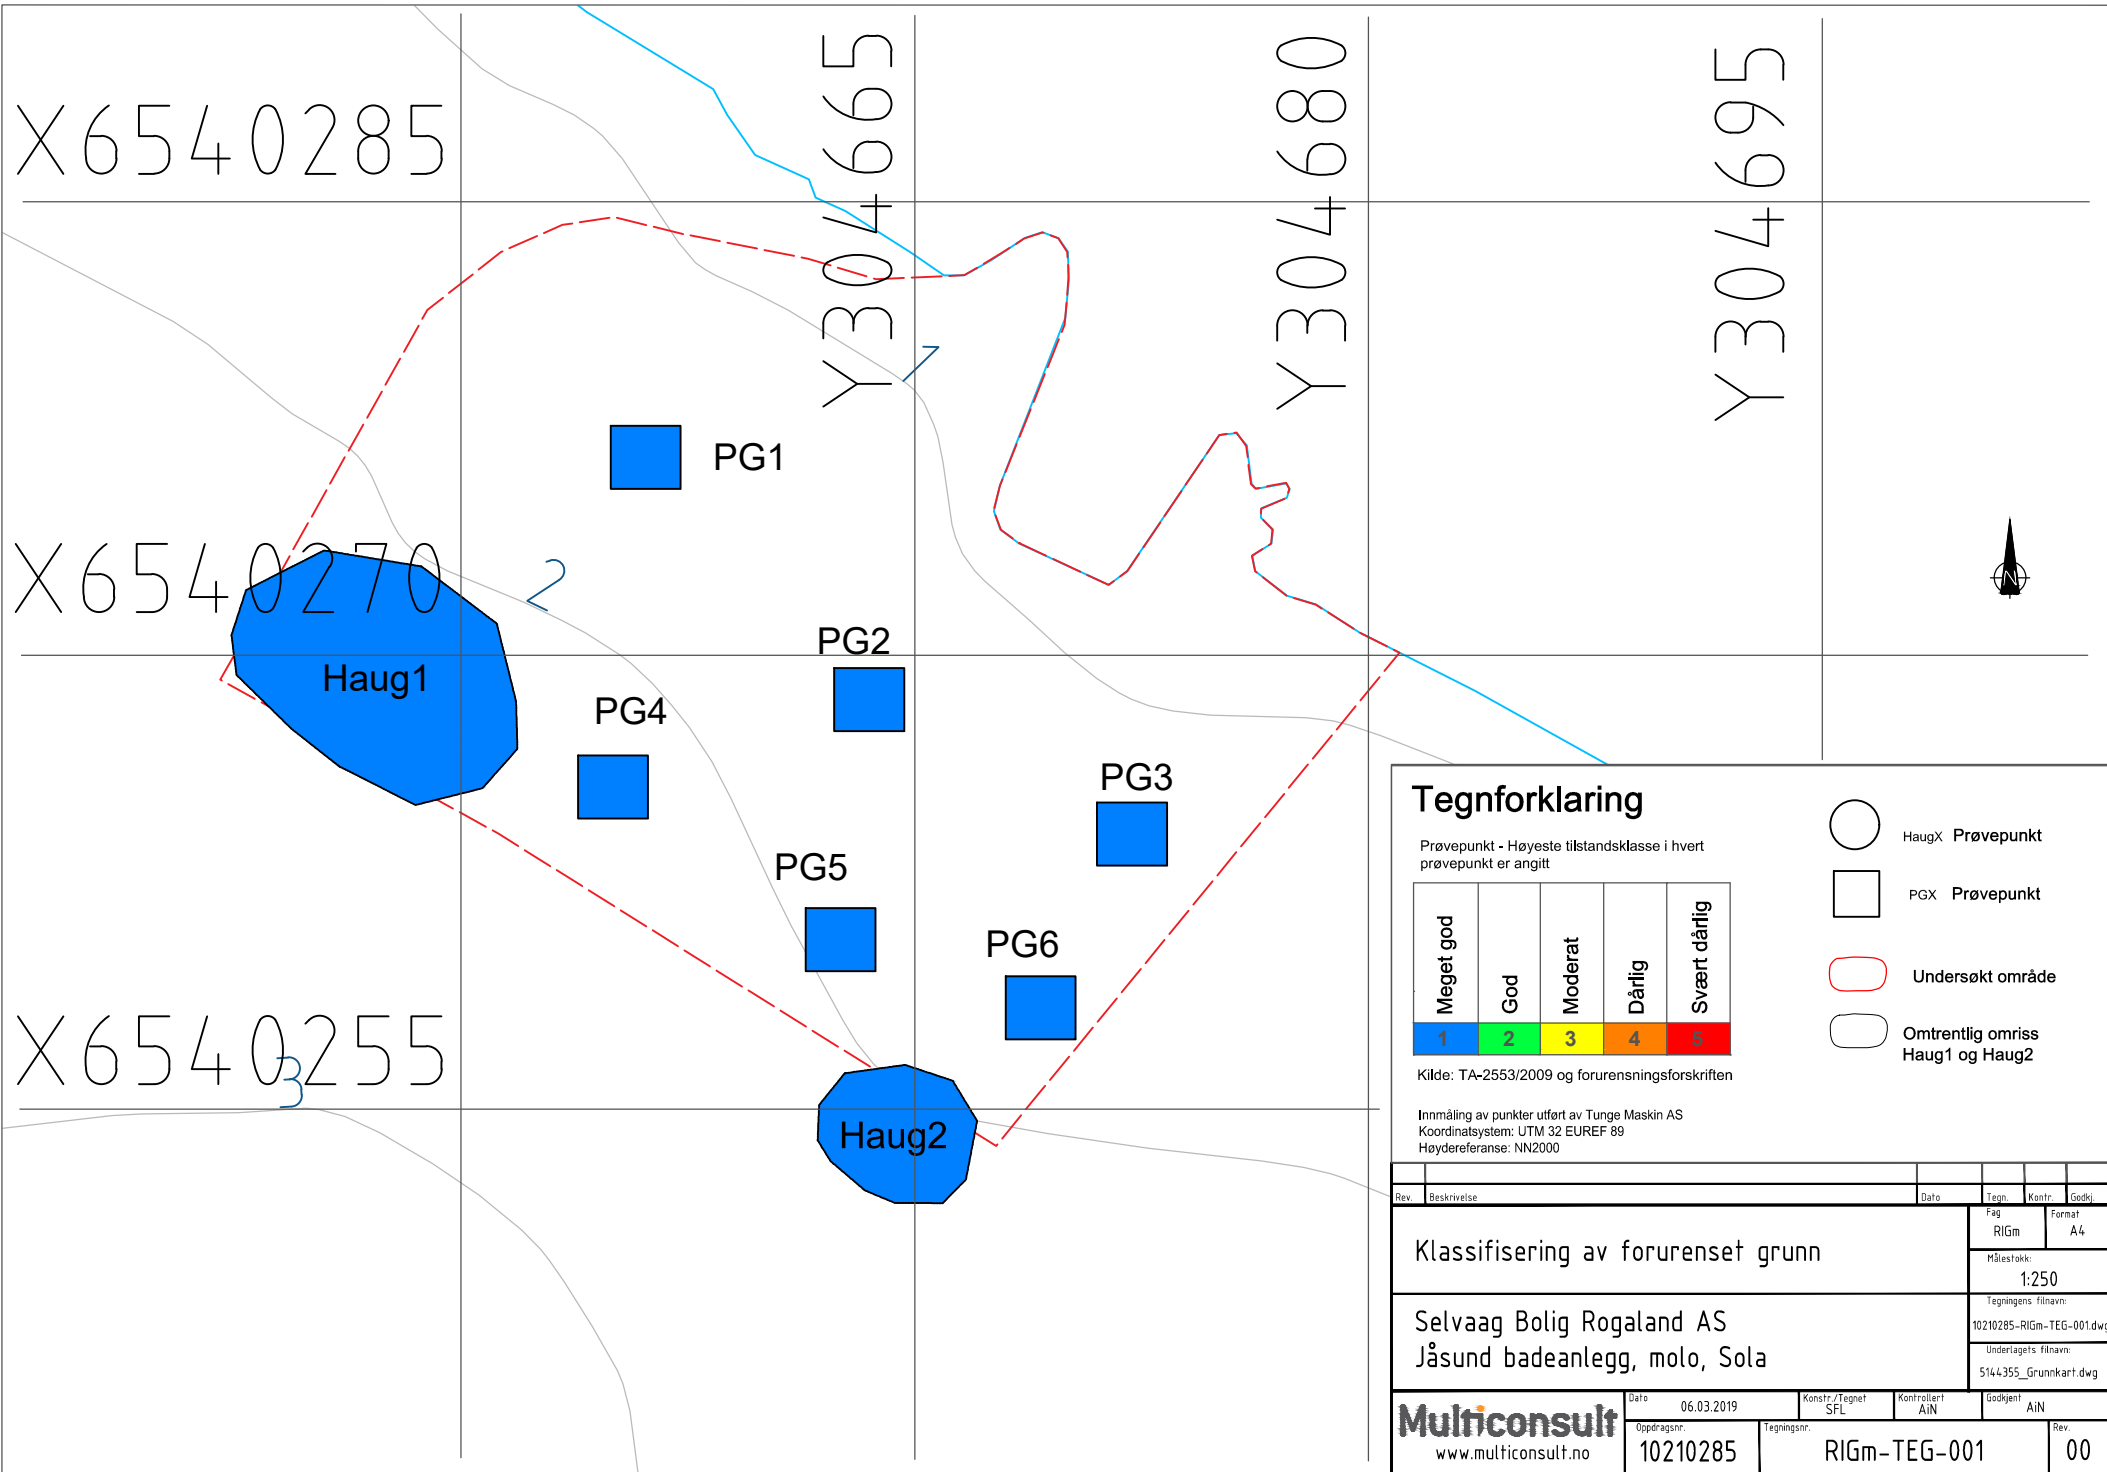 X6540285
X6540270
X6540255
Y304665
Y304680
Y304695
1
2
3
PG1
PG2
PG3
PG4
PG5
PG6
Haug1
Haug2
N
Tegnforklaring
Prøvepunkt - Høyeste tilstandsklasse i hvert
prøvepunkt er angitt
Meget god
God
Moderat
Dårlig
Svært dårlig
1 2 3 4 5
Kilde: TA-2553/2009 og forurensningsforskriften
Innmåling av punkter utført av Tunge Maskin AS
Koordinatsystem: UTM 32 EUREF 89
Høydereferanse: NN2000
HaugX Prøvepunkt
PGX Prøvepunkt
Undersøkt område
Omtrentlig omriss
Haug1 og Haug2
Rev. Beskrivelse Dato Tegn. Kontr. Godkj.
Klassifisering av forurenset grunn
Fag
RIGm
Format
A4
Målestokk:
1:250
Selvaag Bolig Rogaland AS
Jåsund badeanlegg, molo, Sola
Tegningens filnavn:
10210285-RIGm-TEG-001.dwg
Underlagets filnavn:
5144355_Grunnkart.dwg
Multiconsult
www.multiconsult.no
Dato
06.03.2019
Konstr./Tegnet
SFL
Kontrollert
AiN
Godkjent
AiN
Oppdragsnr.
10210285
Tegningsnr.
RIGm-TEG-001
Rev.
00